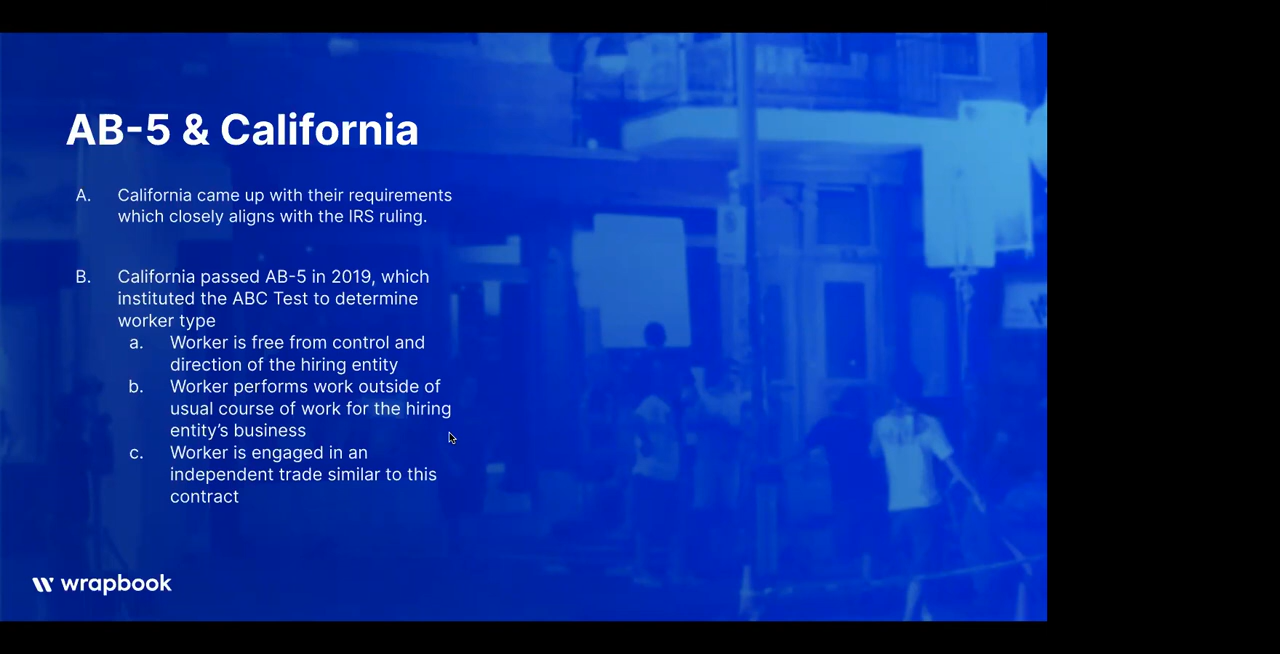 AB-5 & California
A. California came up with their requirements
which closely aligns with the IRS ruling.
B. California passed AB-5 in 2019, which
instituted the ABC Test to determine
worker type
a. Worker is free from control and
direction of the hiring entity
b. Worker performs work outside of
usual course of work for the hiring
entity’s business
c. Worker is engaged in an
independent trade similar to this
contract
wrapbook